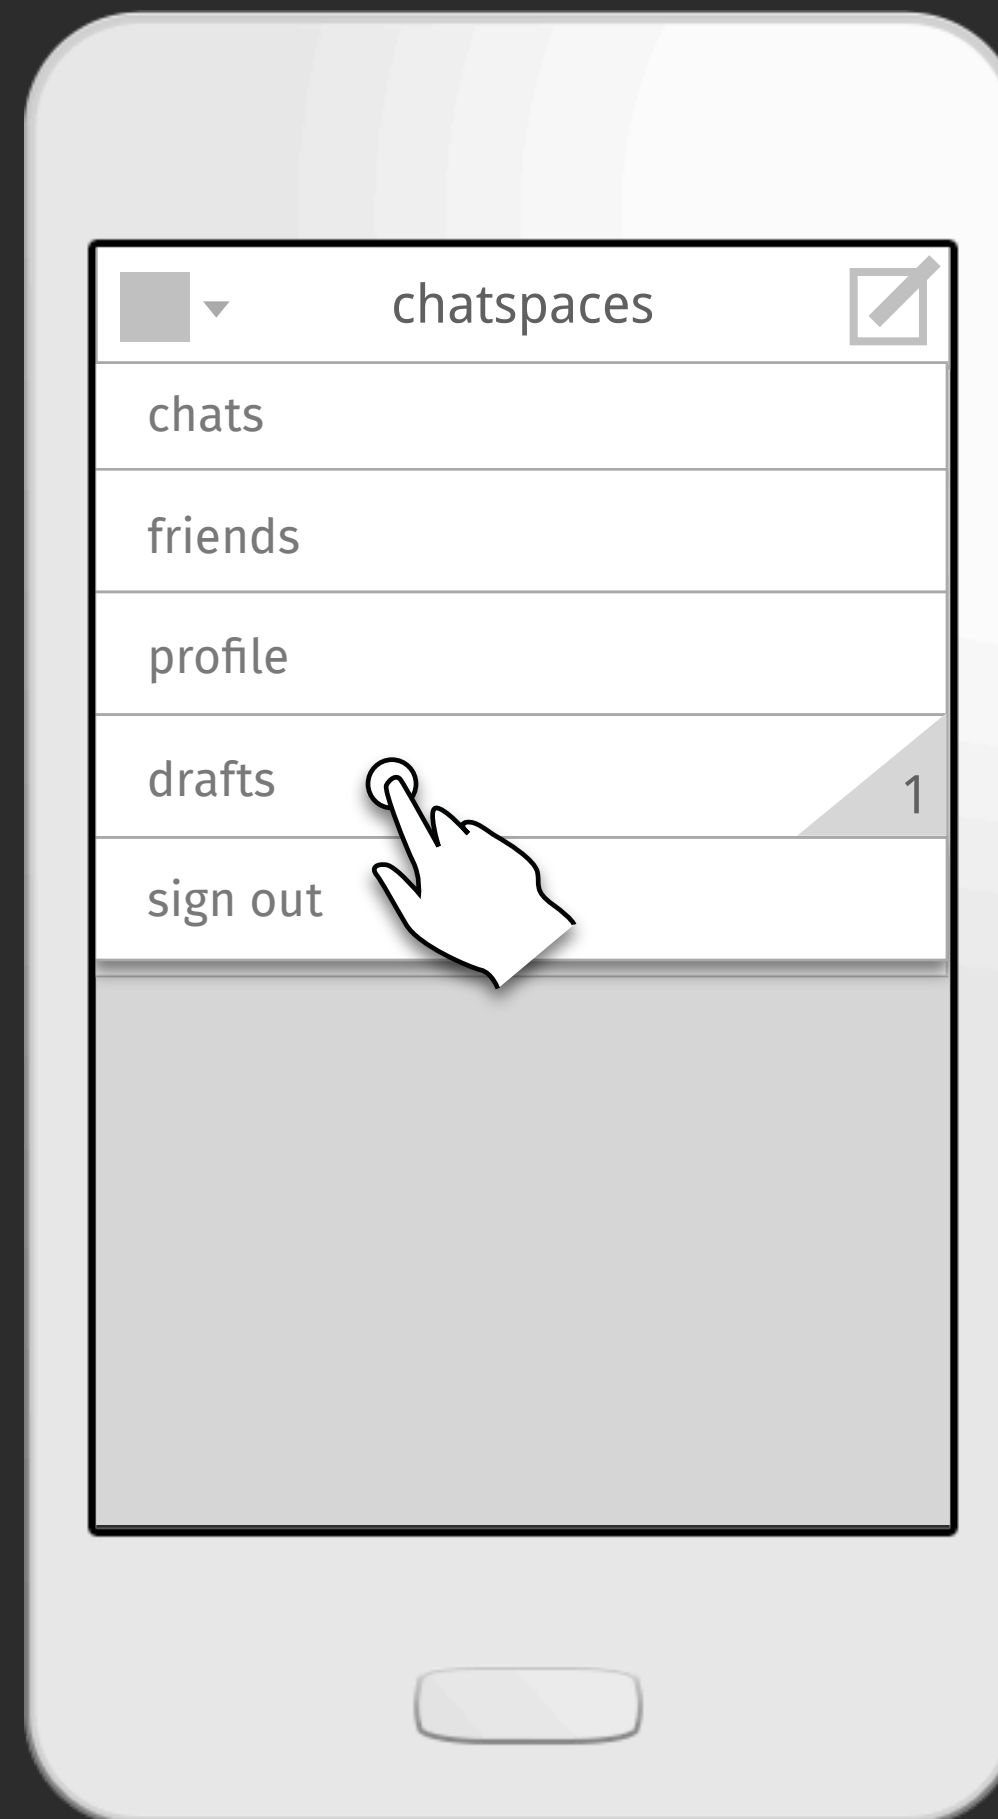 chatspaces
chats
friends
profile
drafts
1
sign out